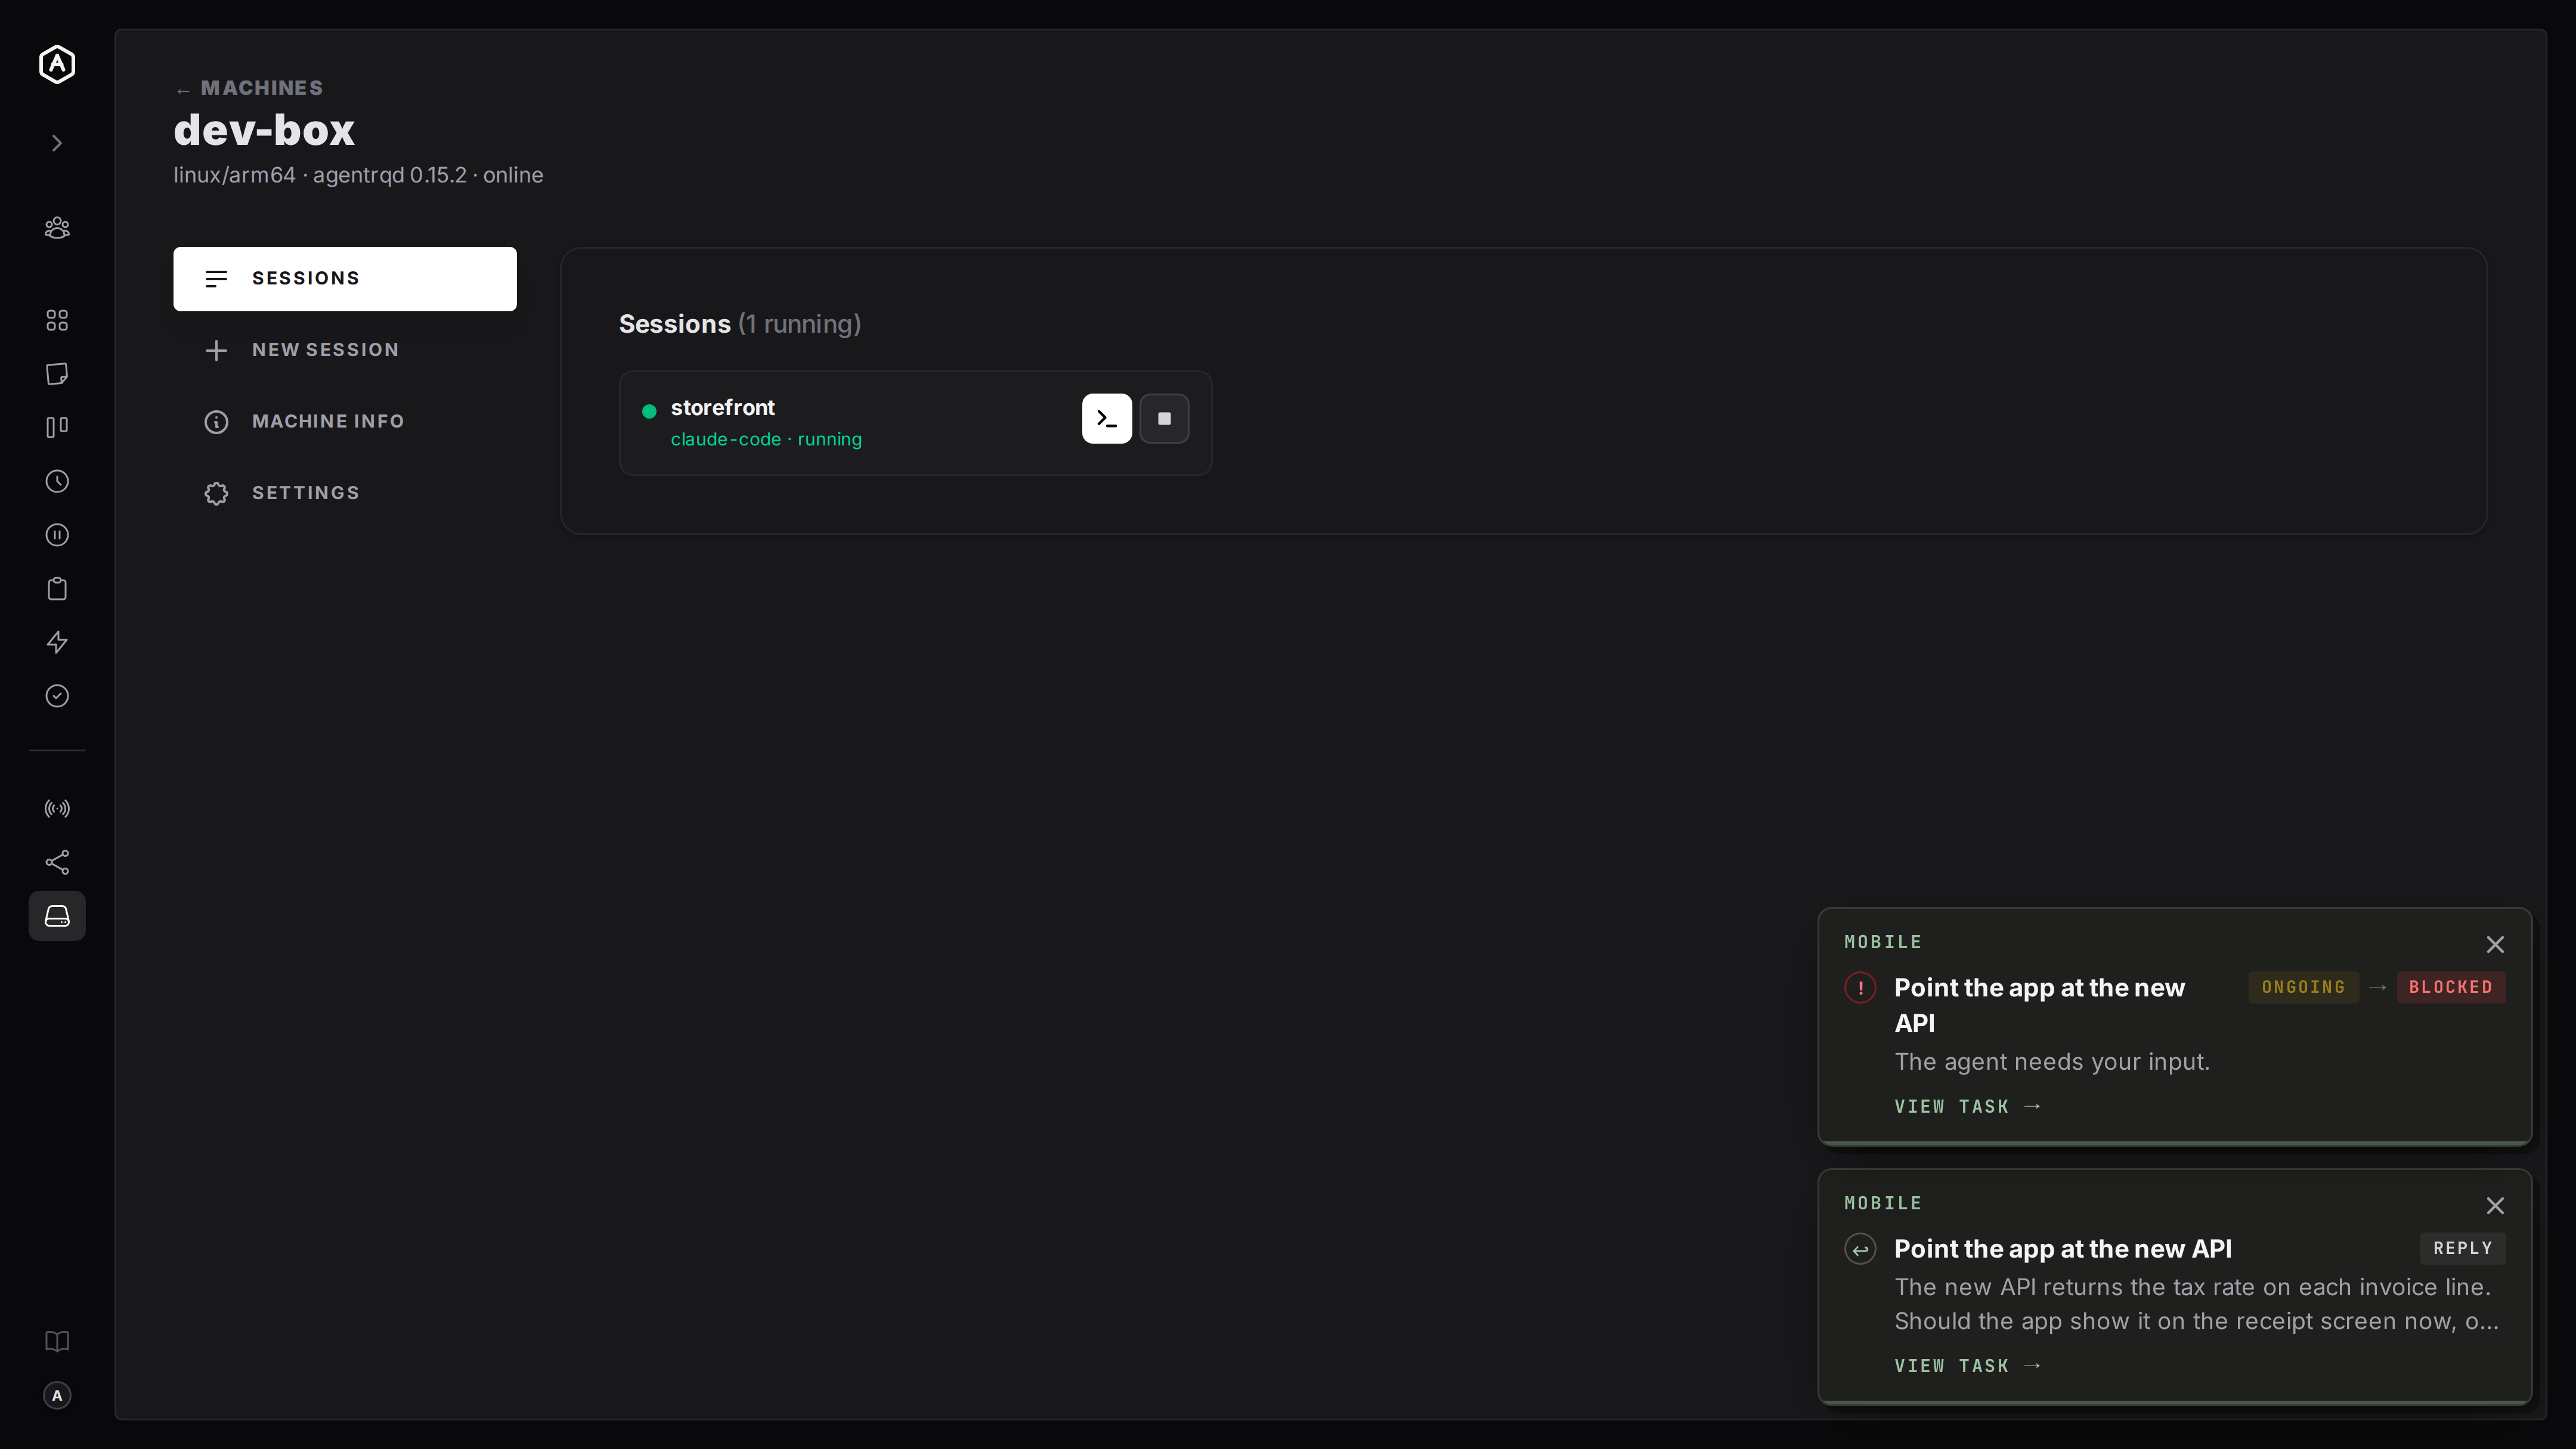 ← MACHINES
dev-box
linux/arm64 · agentrqd 0.15.2 · online
SESSIONS
NEW SESSION
MACHINE INFO
SETTINGS
Sessions (1 running)
storefront
claude-code · running
MOBILE
Point the app at the new API
ONGOING → BLOCKED
The agent needs your input.
VIEW TASK →
MOBILE
Point the app at the new API
REPLY
The new API returns the tax rate on each invoice line.
Should the app show it on the receipt screen now, o...
VIEW TASK →
A